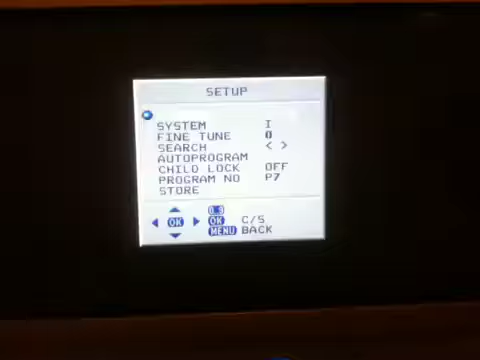 SETUP
SYSTEM I
FINE TUNE 0
SEARCH < >
AUTOPROGRAM
CHILD LOCK OFF
PROGRAM NO P7
STORE
0..9
OK OK C/S
MENU BACK